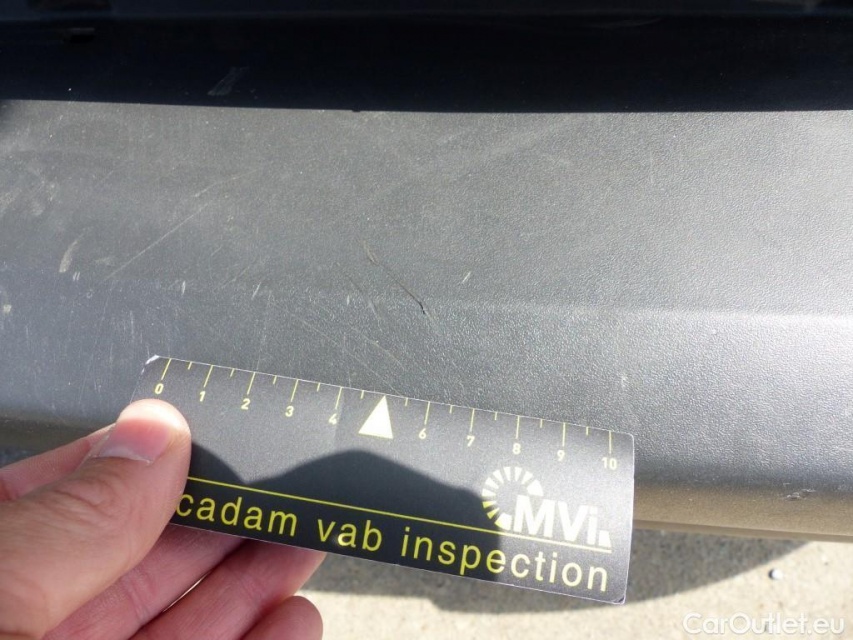 0 1 2 3 4 6 7 8 9 10
MVi
cadam vab inspection
CarOutlet.eu